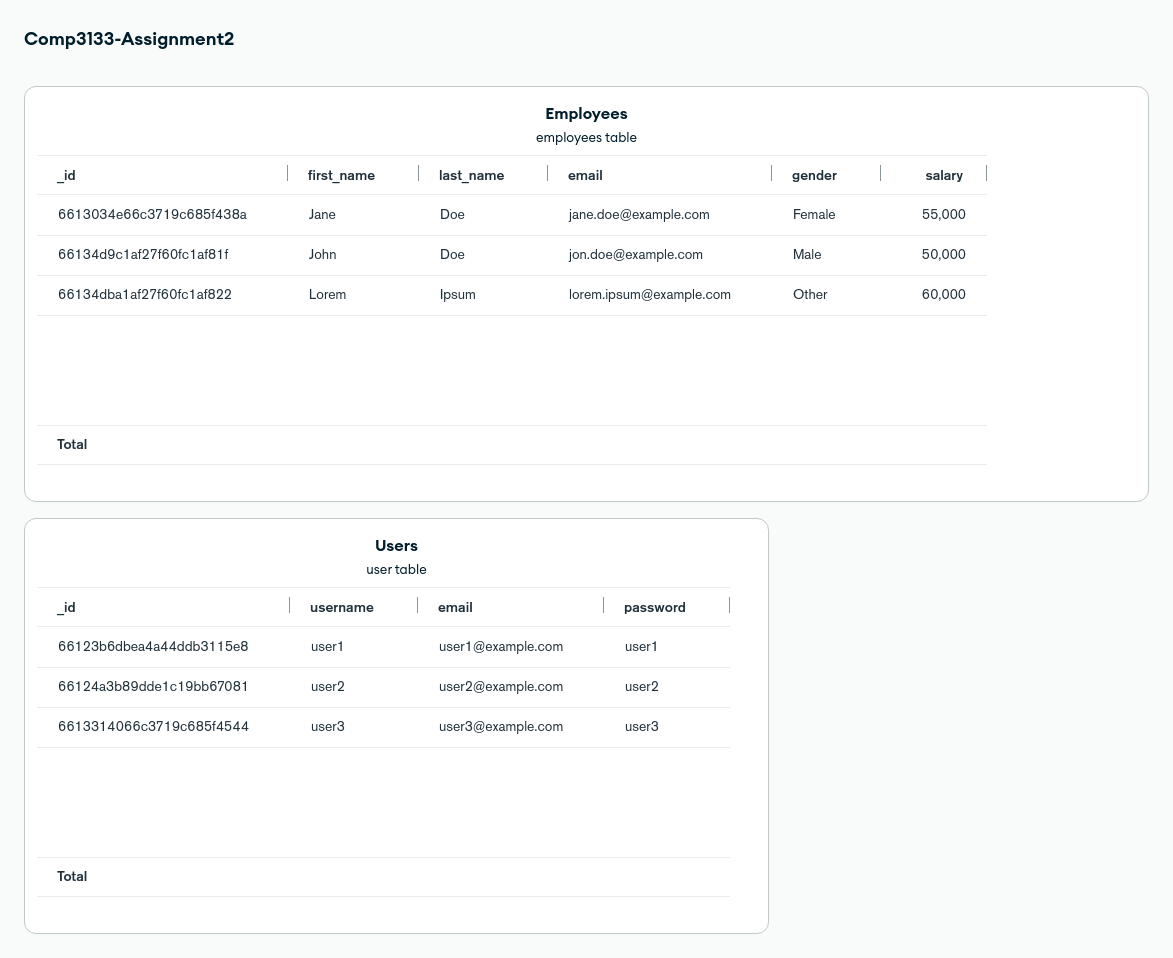 Comp3133-Assignment2
Employees
employees table
_id first_name last_name email gender salary
6613034e66c3719c685f438a Jane Doe jane.doe@example.com Female 55,000
66134d9c1af27f60fc1af81f John Doe jon.doe@example.com Male 50,000
66134dba1af27f60fc1af822 Lorem Ipsum lorem.ipsum@example.com Other 60,000
Total
Users
user table
_id username email password
66123b6dbea4a44ddb3115e8 user1 user1@example.com user1
66124a3b89dde1c19bb67081 user2 user2@example.com user2
6613314066c3719c685f4544 user3 user3@example.com user3
Total